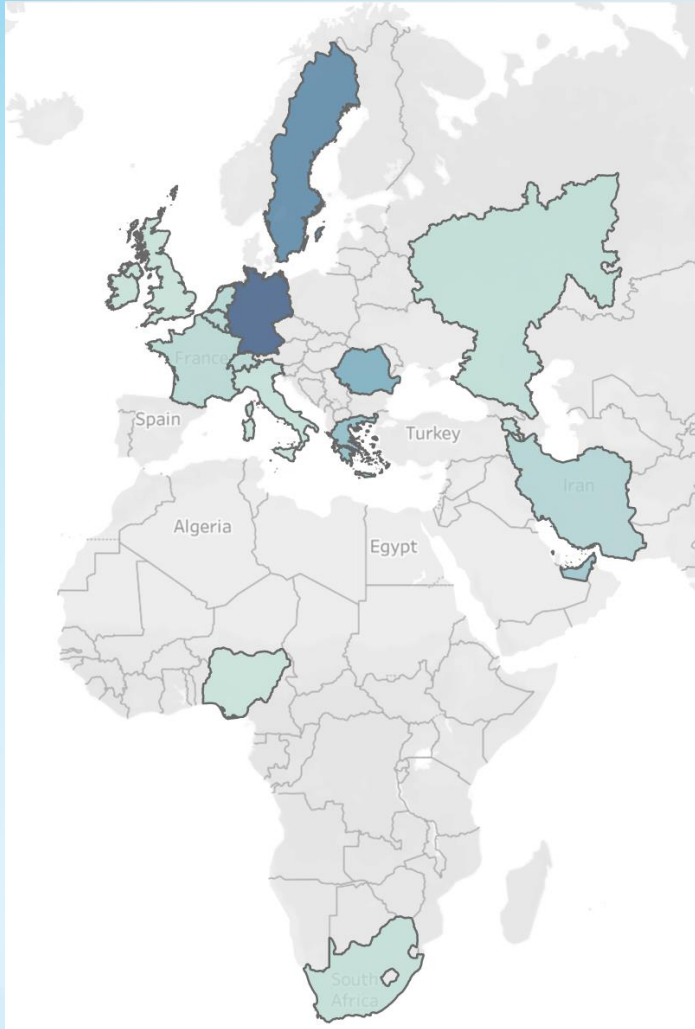 France
Spain
Turkey
Iran
Algeria
Egypt
South
Africa